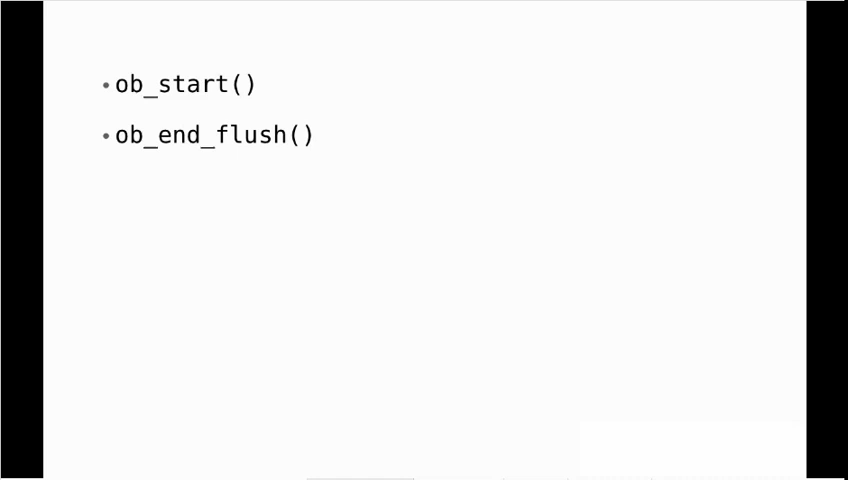 • ob_start()
• ob_end_flush()